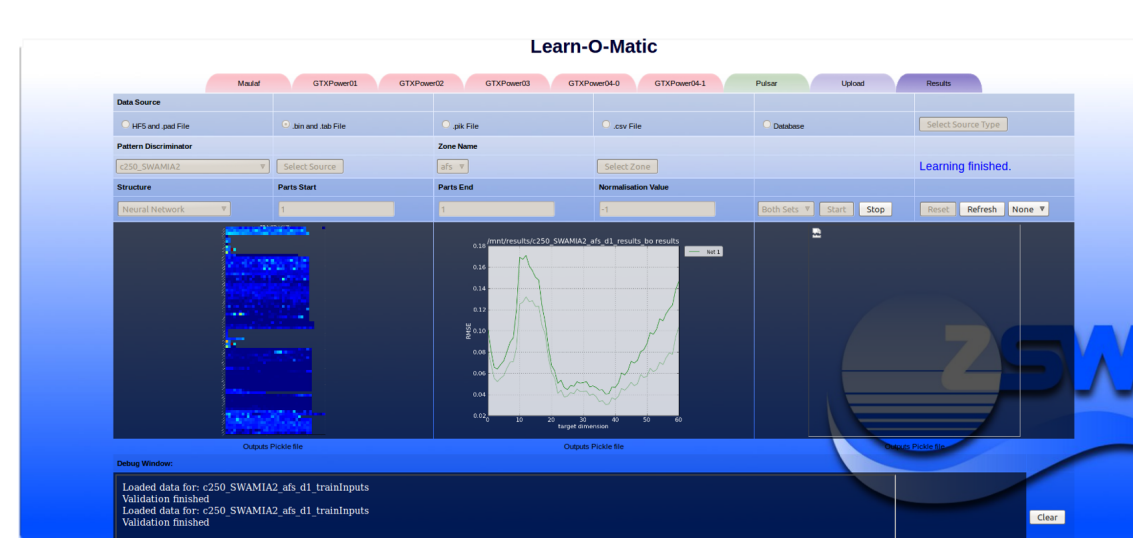 Learn-O-Matic
Maulaf GTXPower01 GTXPower02 GTXPower03 GTXPower04-0 GTXPower04-1 Pulsar Upload Results
Data Source
HF5 and .pad File .bin and .tab File .pik File .csv File Database Select Source Type
Pattern Discriminator Zone Name
c250_SWAMIA2 Select Source afs Select Zone Learning finished.
Structure Parts Start Parts End Normalisation Value
Neural Network 1 1 -1 Both Sets Start Stop Reset Refresh None
/mnt/results/c250_SWAMIA2_afs_d1_results_bo results
Net 1
0.18
0.16
0.14
0.12
0.10
0.08
0.06
0.04
0.02
RMSE
0 10 20 30 40 50 60
target dimension
ZSW
Outputs Pickle file Outputs Pickle file Outputs Pickle file
Debug Window:
Loaded data for: c250_SWAMIA2_afs_d1_trainInputs
Validation finished
Loaded data for: c250_SWAMIA2_afs_d1_trainInputs
Validation finished
Clear